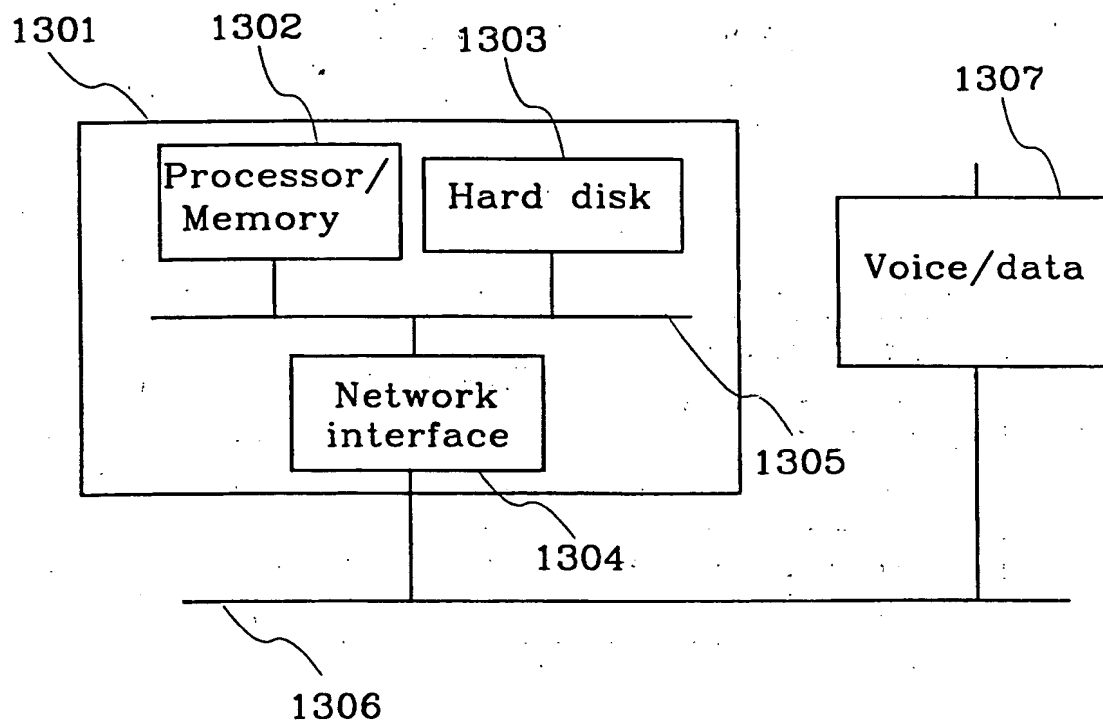 1301
1302
1303
1307
Processor/
Memory
Hard disk
Voice/data
Network
interface
1305
1304
1306